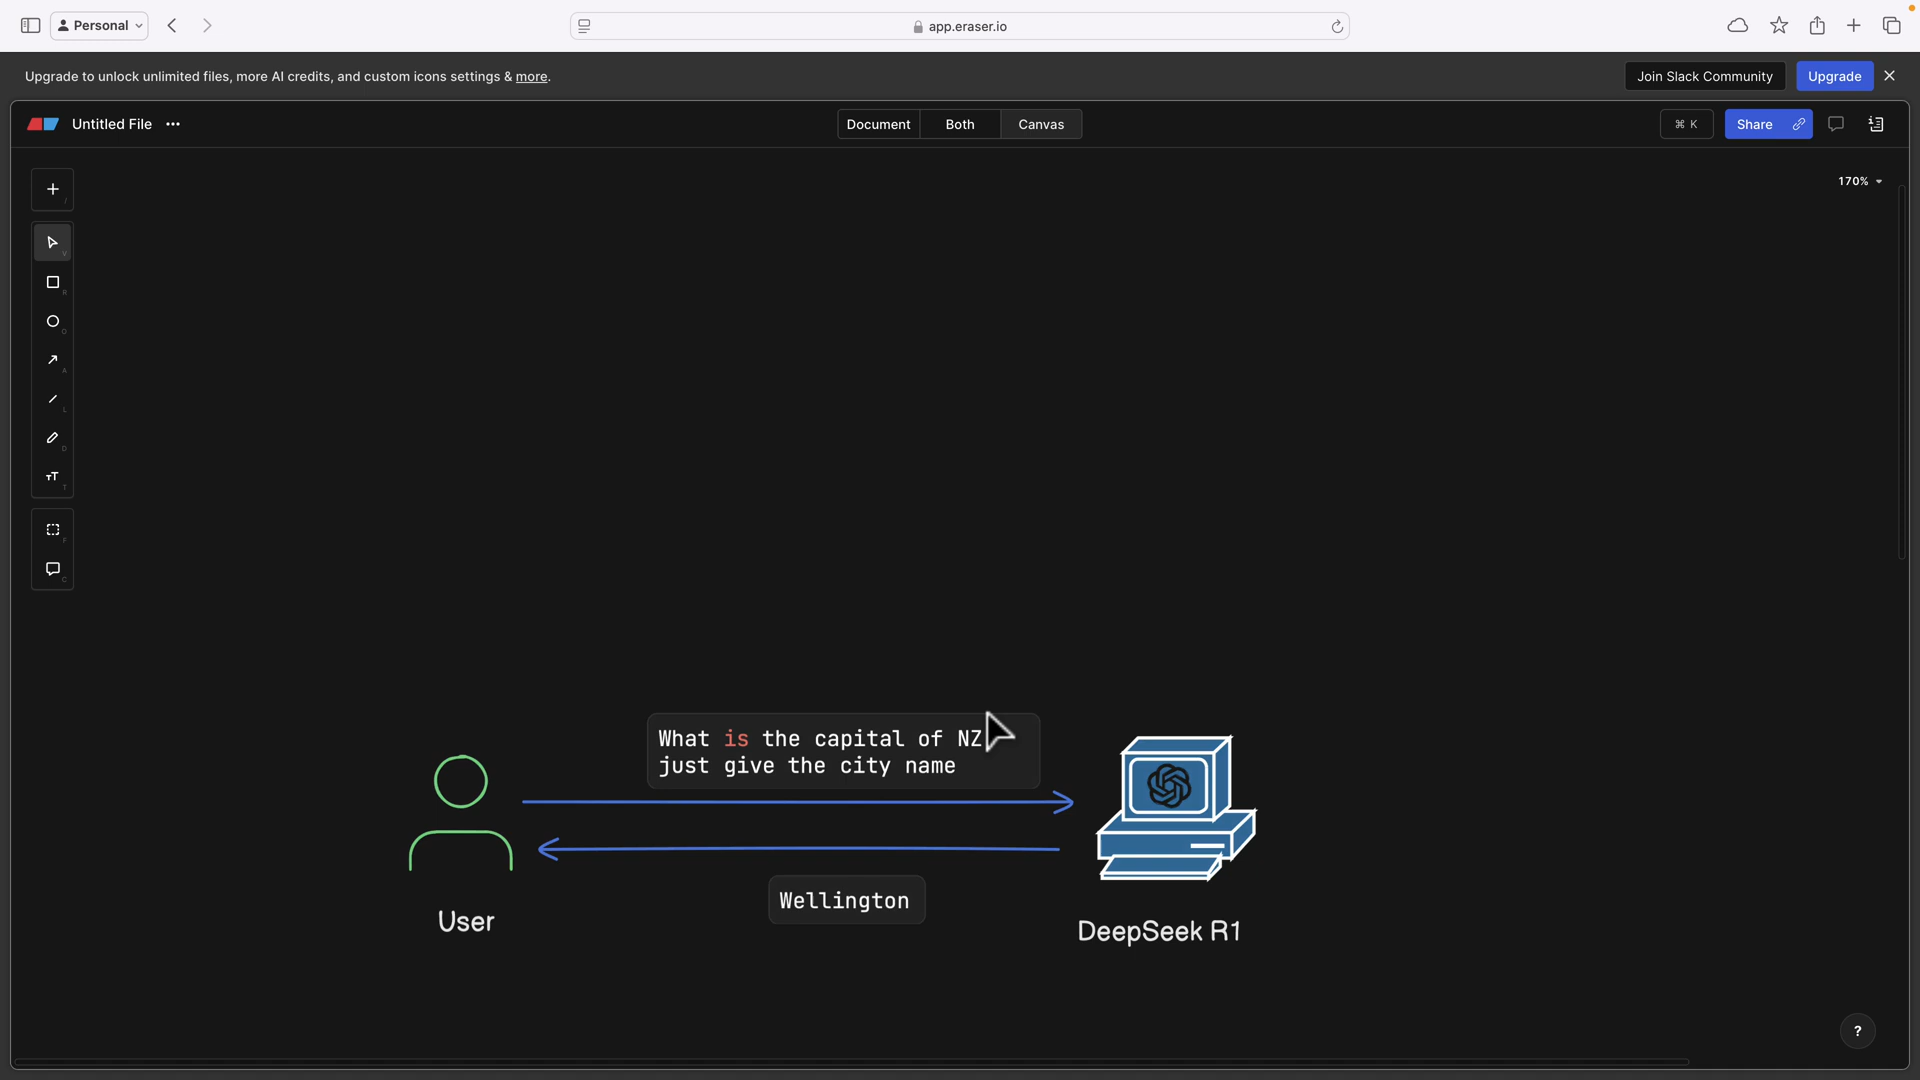 Personal
app.eraser.io
Upgrade to unlock unlimited files, more AI credits, and custom icons settings & more.
Join Slack Community
Upgrade
Untitled File
Document
Both
Canvas
⌘ K
Share
/
170%
V
R
O
A
L
D
T
F
C
What is the capital of NZ
just give the city name
Wellington
User
DeepSeek R1
?